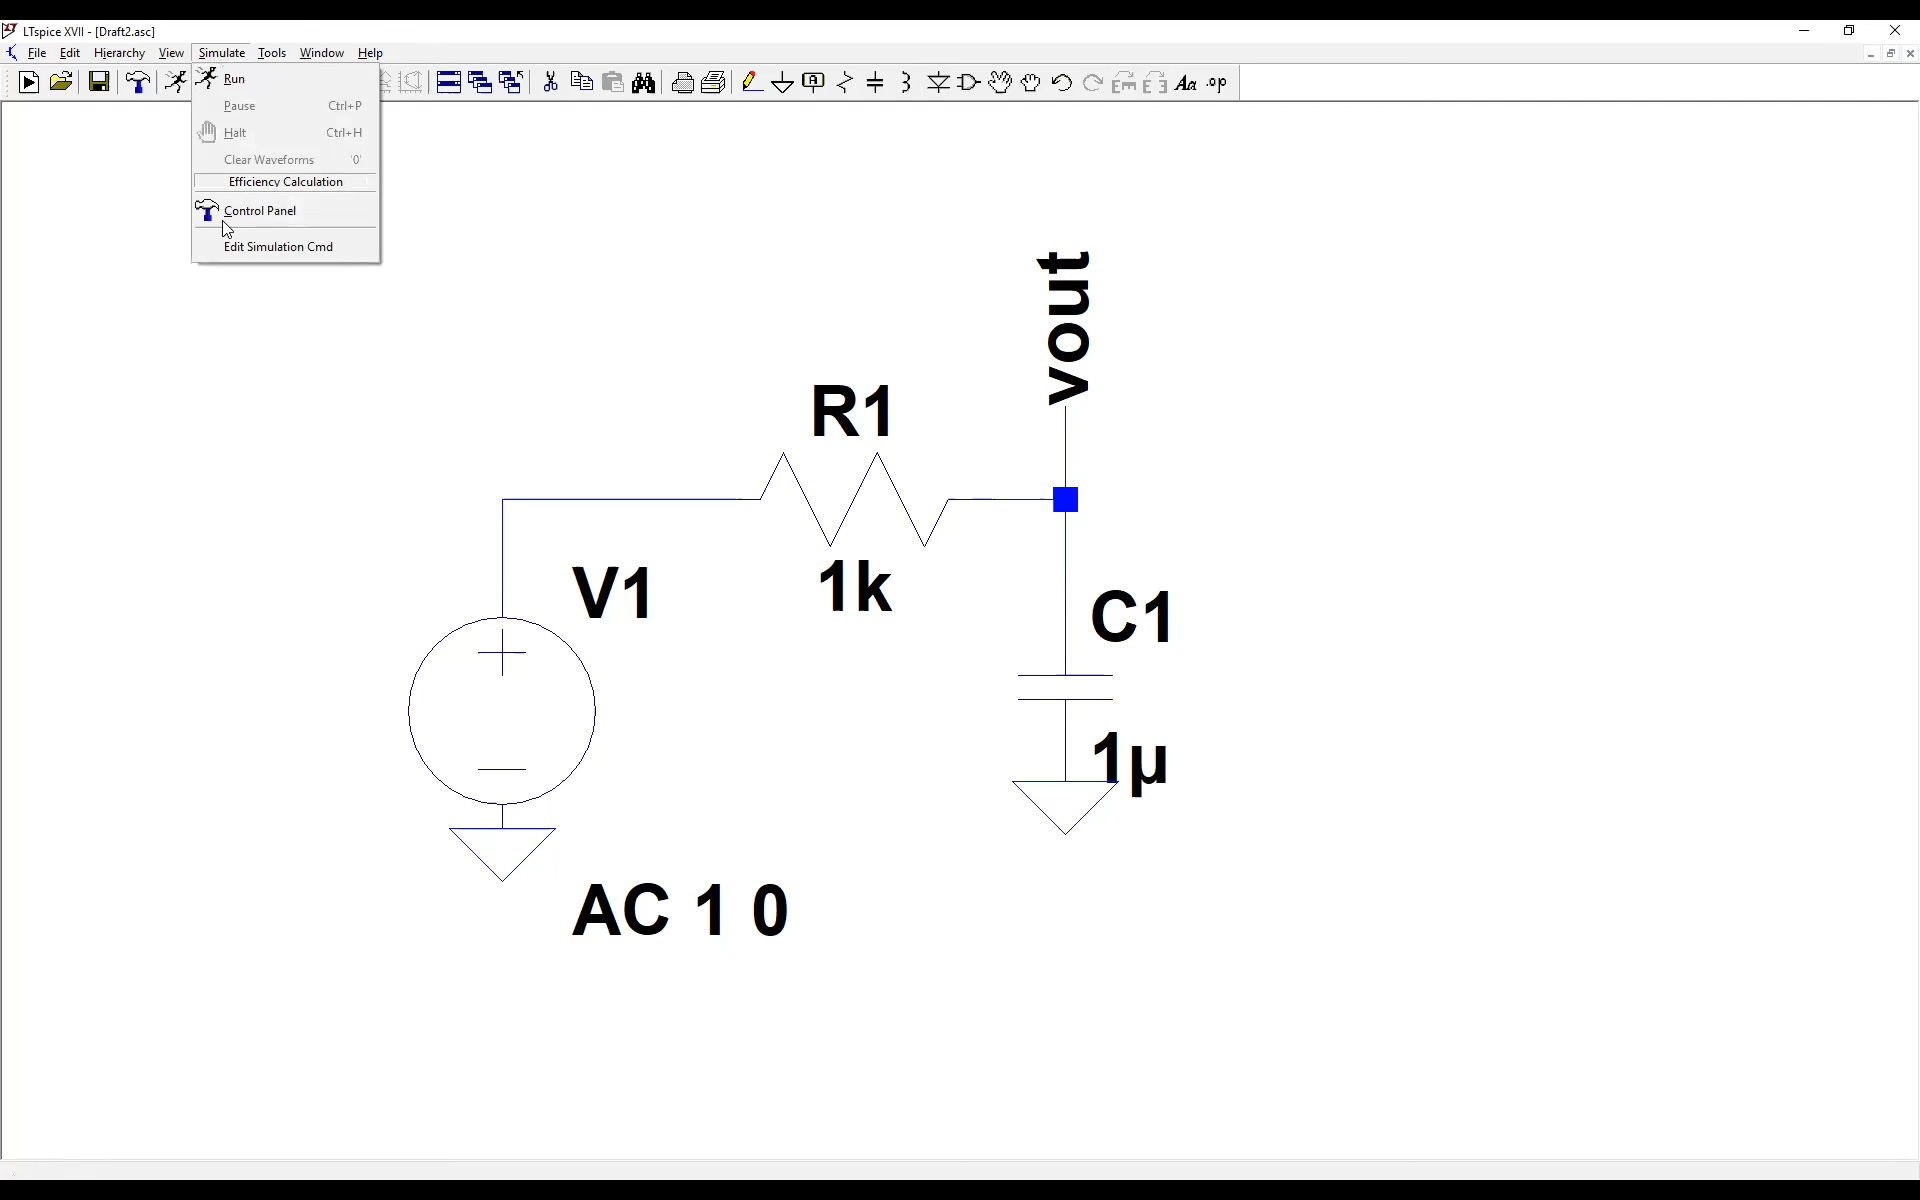 LTspice XVII - [Draft2.asc]
File Edit Hierarchy View Simulate Tools Window Help
.op
Run
Pause Ctrl+P
Halt Ctrl+H
Clear Waveforms '0'
Efficiency Calculation
Control Panel
Edit Simulation Cmd
vout
R1
1k
V1
C1
1µ
AC 1 0